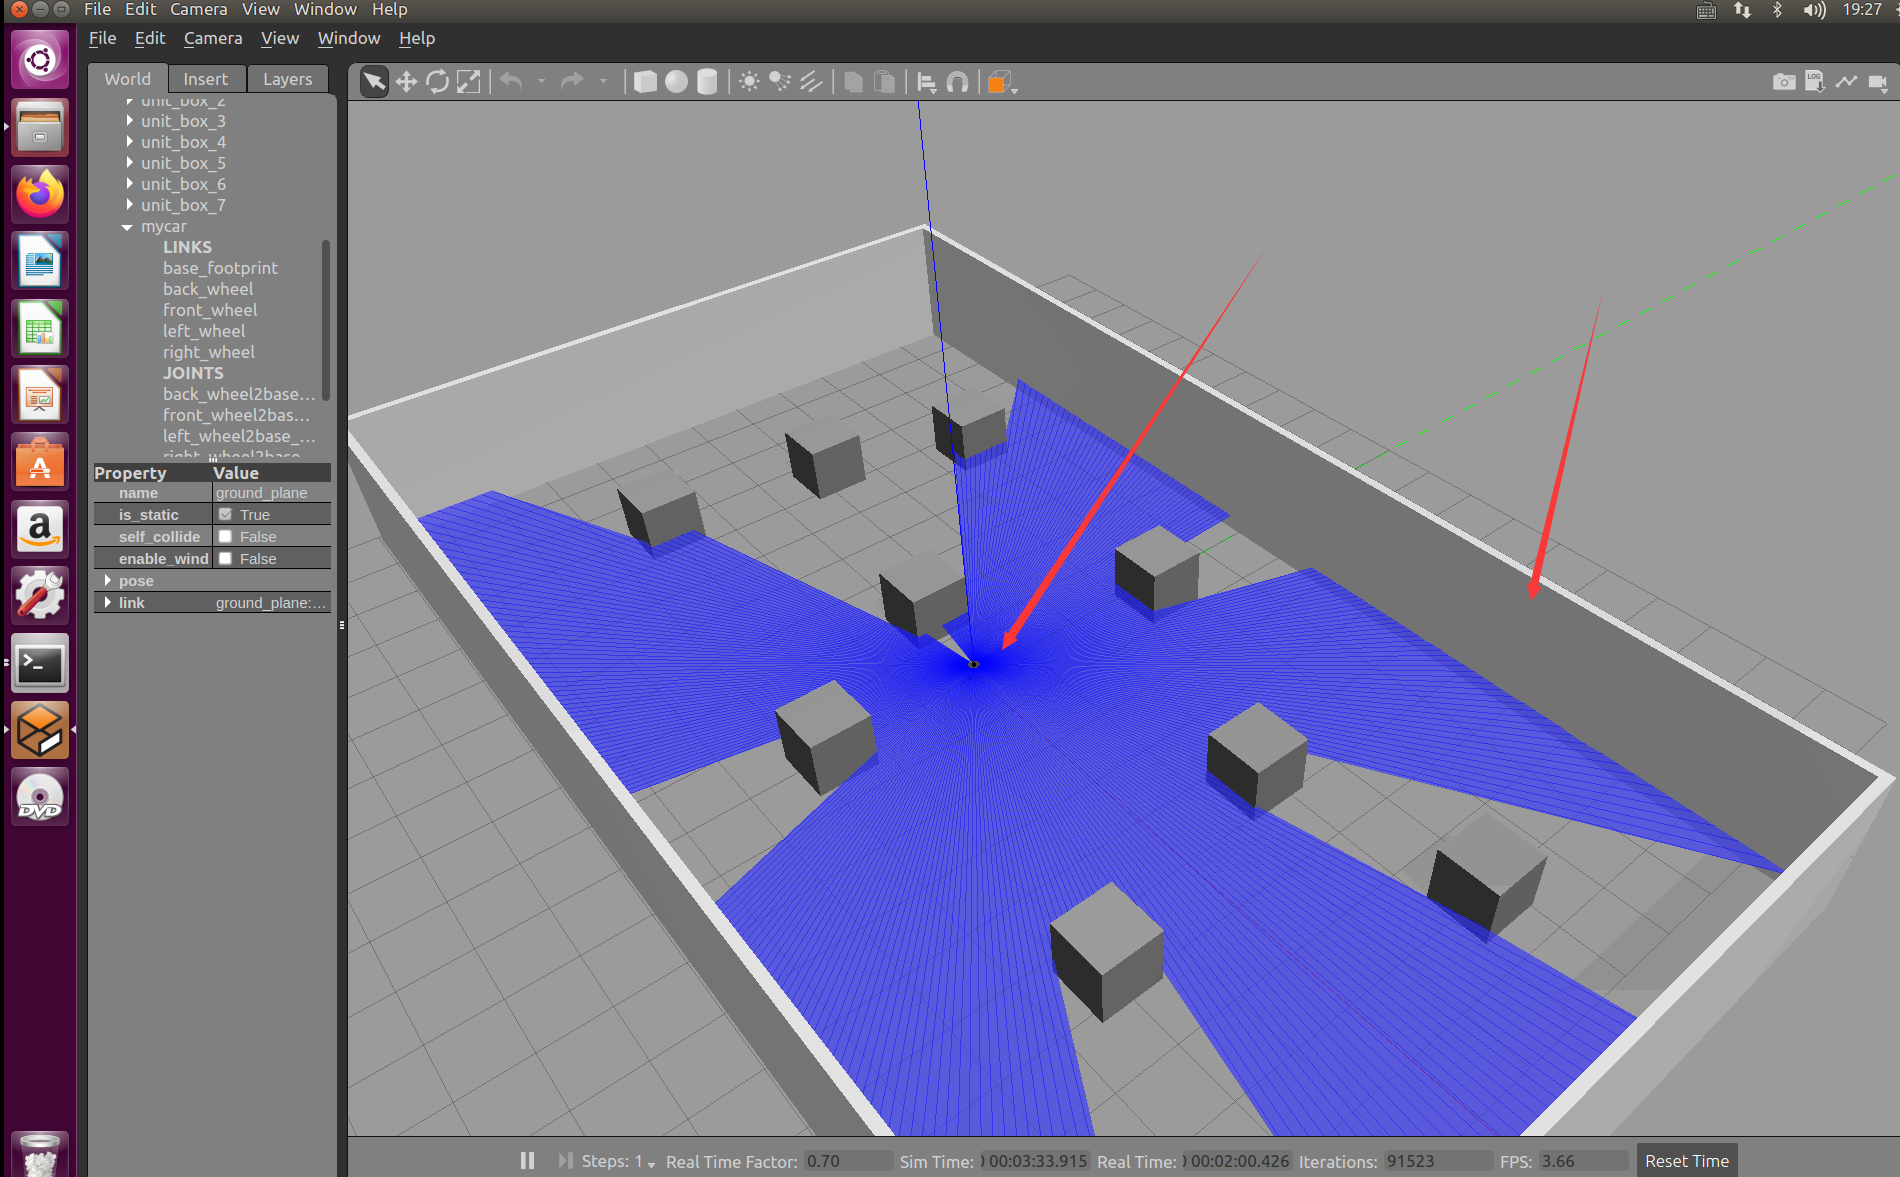 File Edit Camera View Window Help 19:27
File Edit Camera View Window Help
World Insert Layers
LOG
unit_box_2
unit_box_3
unit_box_4
unit_box_5
unit_box_6
unit_box_7
mycar
LINKS
base_footprint
back_wheel
front_wheel
left_wheel
right_wheel
JOINTS
back_wheel2base...
front_wheel2bas...
left_wheel2base_...
right_wheel2base
Property Value
name ground_plane
is_static True
self_collide False
enable_wind False
pose
link ground_plane:...
A
a
>_
DVD
Steps: 1 Real Time Factor: 0.70 Sim Time: 00:03:33.915 Real Time: 00:02:00.426 Iterations: 91523 FPS: 3.66 Reset Time